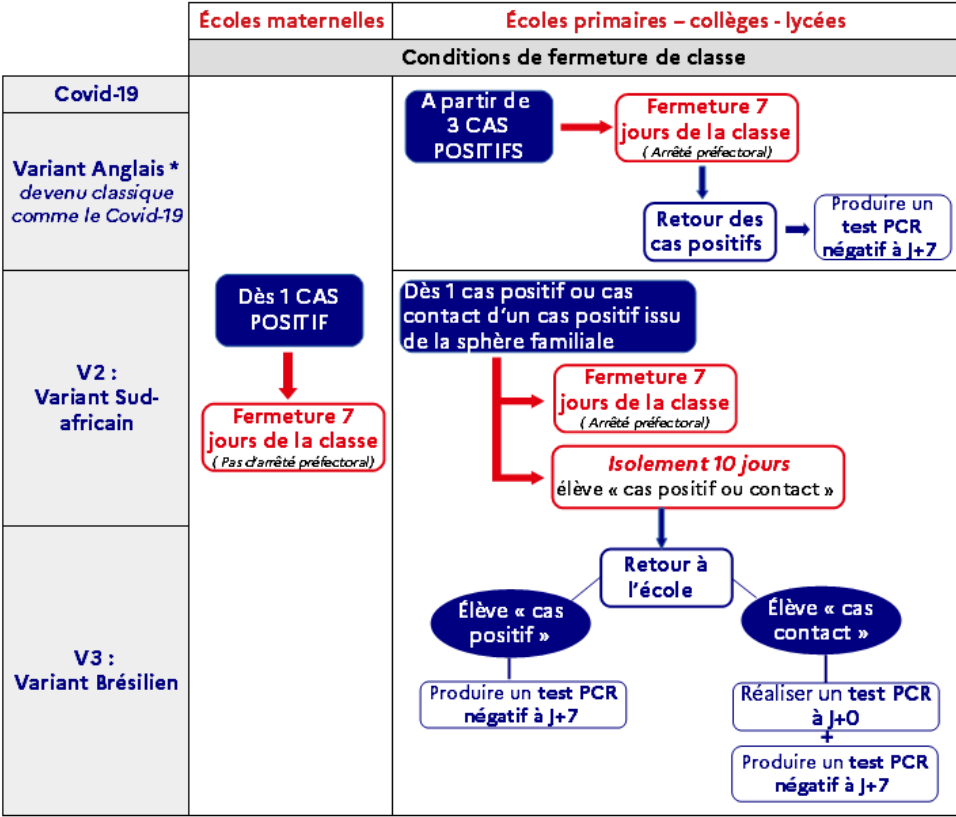 Écoles maternelles
Écoles primaires – collèges - lycées
Conditions de fermeture de classe
Covid-19
Variant Anglais *
devenu classique
comme le Covid-19
A partir de
3 CAS
POSITIFS
Fermeture 7
jours de la classe
( Arrêté préfectoral)
Retour des
cas positifs
Produire un
test PCR
négatif à J+7
V2 :
Variant Sud-
africain
Dès 1 CAS
POSITIF
Fermeture 7
jours de la classe
( Pas d'arrêté préfectoral)
Dès 1 cas positif ou cas
contact d'un cas positif issu
de la sphère familiale
Fermeture 7
jours de la classe
( Arrêté préfectoral)
Isolement 10 jours
élève « cas positif ou contact »
V3 :
Variant Brésilien
Retour à
l'école
Élève « cas
positif »
Produire un test PCR
négatif à J+7
Élève « cas
contact »
Réaliser un test PCR
à J+0
+
Produire un test PCR
négatif à J+7